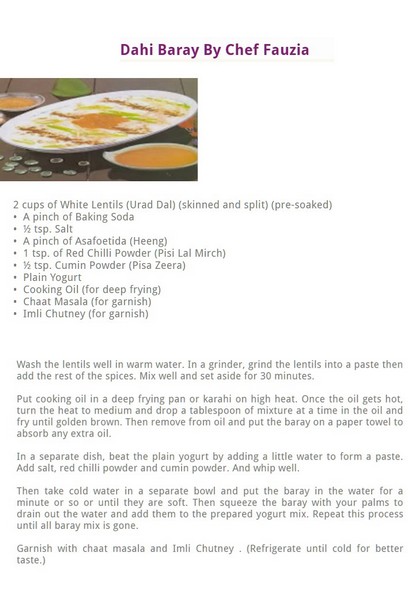 Dahi Baray By Chef Fauzia
2 cups of White Lentils (Urad Dal) (skinned and split) (pre-soaked)
• A pinch of Baking Soda
• ½ tsp. Salt
• A pinch of Asafoetida (Heeng)
• 1 tsp. of Red Chilli Powder (Pisi Lal Mirch)
• ½ tsp. Cumin Powder (Pisa Zeera)
• Plain Yogurt
• Cooking Oil (for deep frying)
• Chaat Masala (for garnish)
• Imli Chutney (for garnish)
Wash the lentils well in warm water. In a grinder, grind the lentils into a paste then
add the rest of the spices. Mix well and set aside for 30 minutes.
Put cooking oil in a deep frying pan or karahi on high heat. Once the oil gets hot,
turn the heat to medium and drop a tablespoon of mixture at a time in the oil and
fry until golden brown. Then remove from oil and put the baray on a paper towel to
absorb any extra oil.
In a separate dish, beat the plain yogurt by adding a little water to form a paste.
Add salt, red chilli powder and cumin powder. And whip well.
Then take cold water in a separate bowl and put the baray in the water for a
minute or so or until they are soft. Then squeeze the baray with your palms to
drain out the water and add them to the prepared yogurt mix. Repeat this process
until all baray mix is gone.
Garnish with chaat masala and Imli Chutney . (Refrigerate until cold for better
taste.)